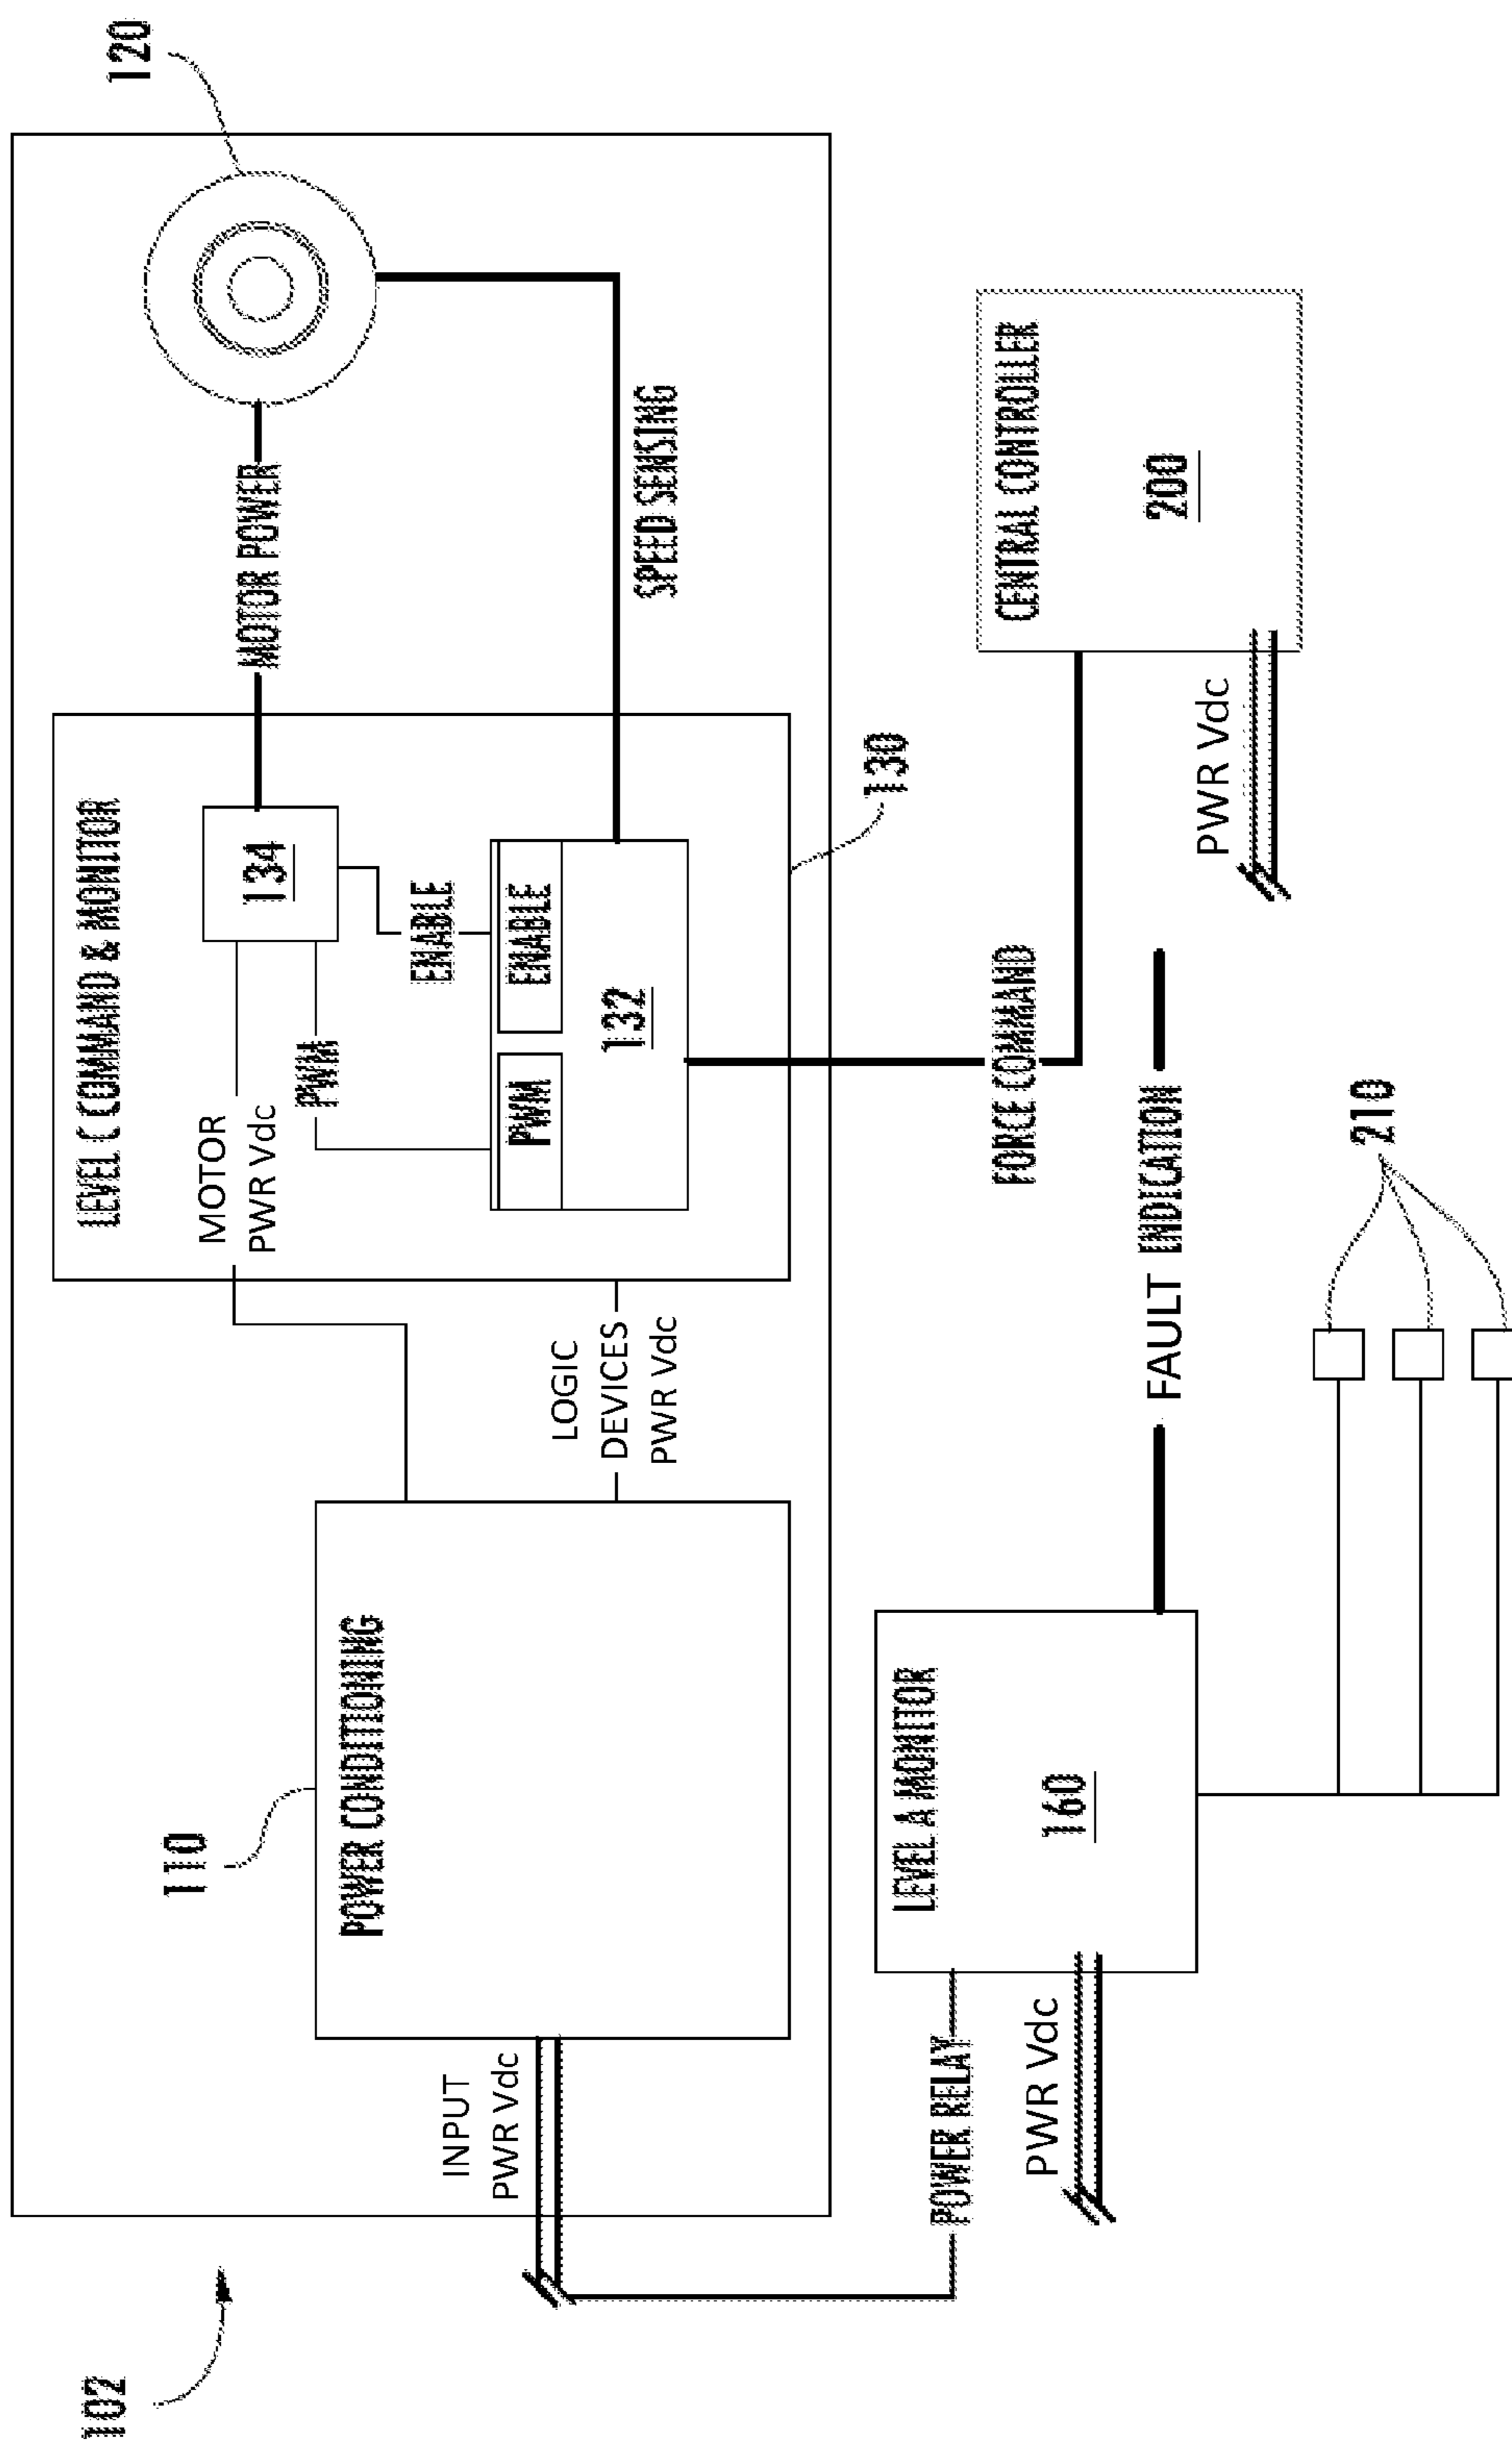 102
110
120
POWER CONDITIONING
INPUT
PWR Vdc
LOGIC
DEVICES
PWR Vdc
LEVEL C COMMAND & MONITOR
MOTOR
PWR Vdc
PWM
134
ENABLE
PWM
ENABLE
132
MOTOR POWER
SPEED SENSING
130
POWER RELAY
PWR Vdc
LEVEL A MONITOR
160
FORCE COMMAND
FAULT INDICATION
CENTRAL CONTROLLER
200
PWR Vdc
210